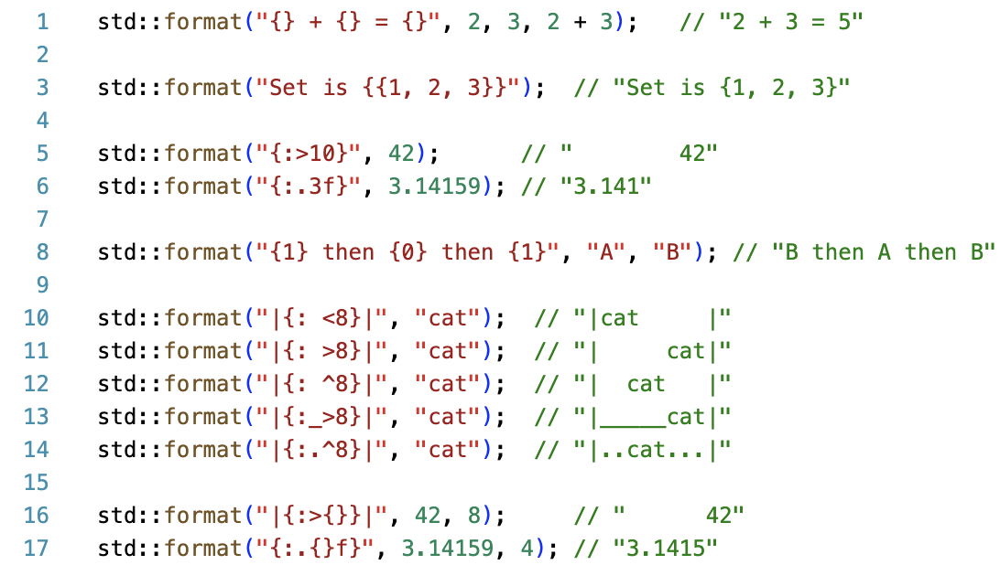 1 std::format("{} + {} = {}", 2, 3, 2 + 3);   // "2 + 3 = 5"
2
3 std::format("Set is {{1, 2, 3}}");  // "Set is {1, 2, 3}"
4
5 std::format("{:>10}", 42);      // "        42"
6 std::format("{:.3f}", 3.14159); // "3.141"
7
8 std::format("{1} then {0} then {1}", "A", "B"); // "B then A then B"
9
10 std::format("|{: <8}|", "cat");  // "|cat     |"
11 std::format("|{: >8}|", "cat");  // "|     cat|"
12 std::format("|{: ^8}|", "cat");  // "|  cat   |"
13 std::format("|{:_>8}|", "cat");  // "|_____cat|"
14 std::format("|{:.^8}|", "cat");  // "|..cat...|"
15
16 std::format("|{:>{}}|", 42, 8);     // "      42"
17 std::format("{:.{}f}", 3.14159, 4); // "3.1415"